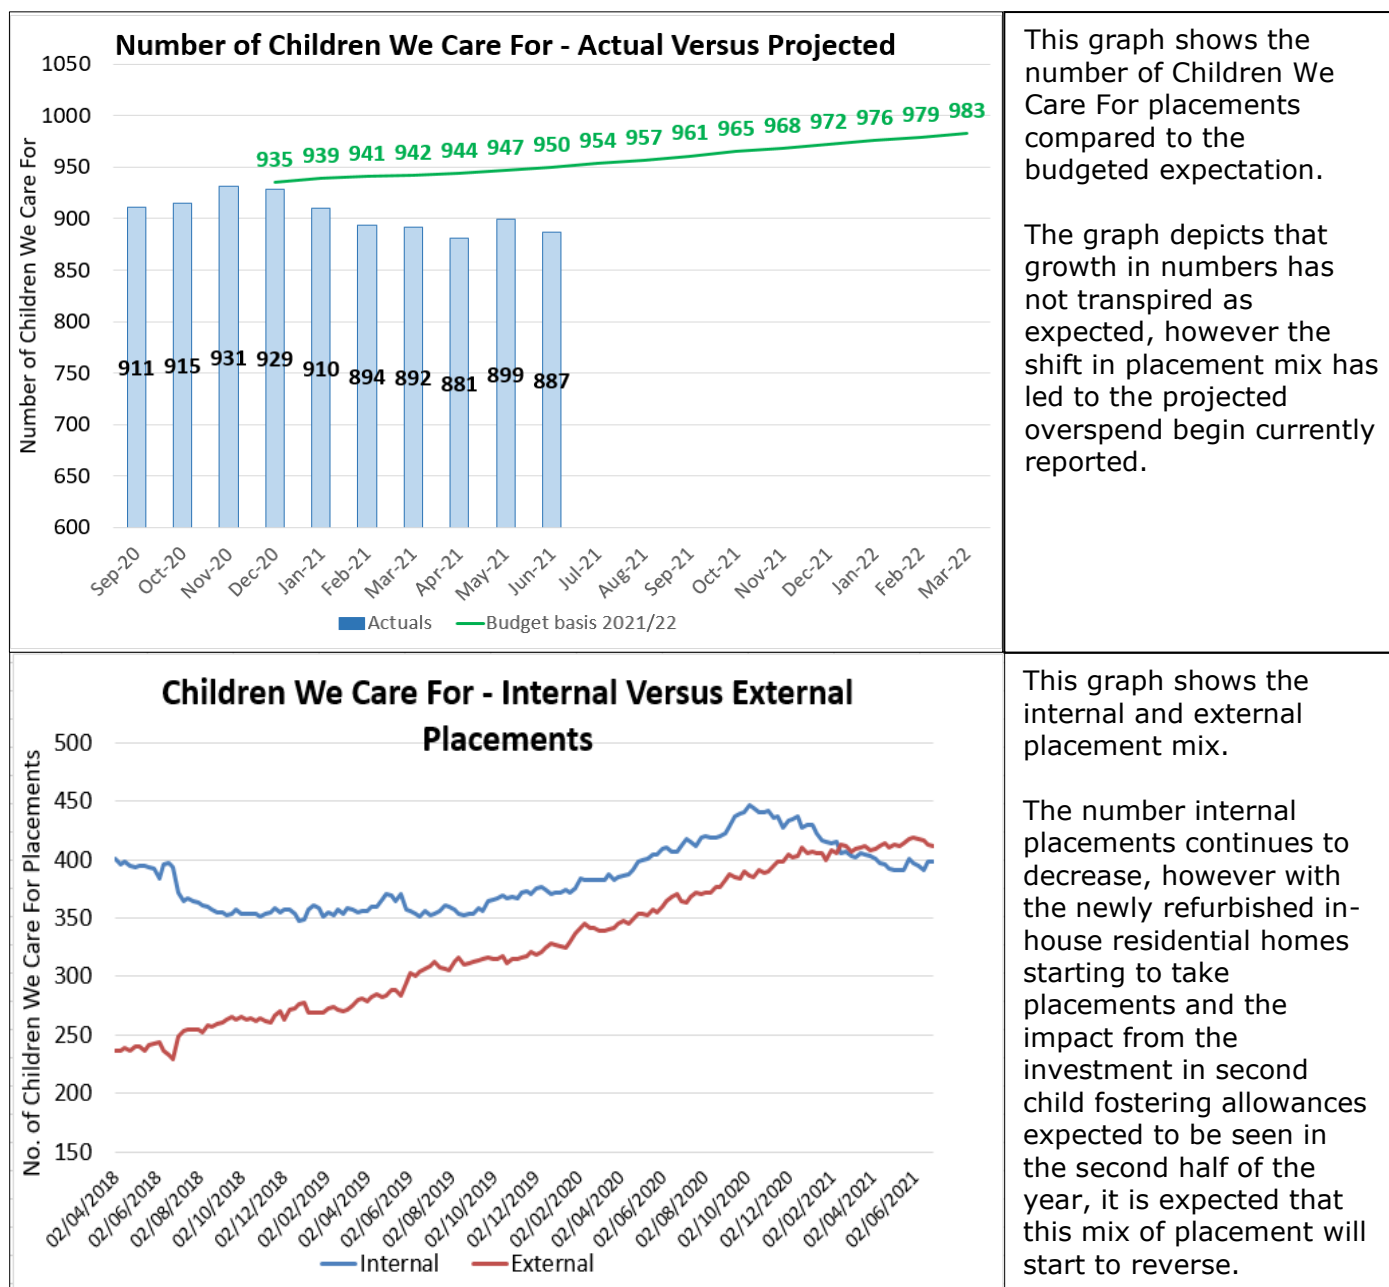 Number of Children We Care For - Actual Versus Projected
Number of Children We Care For
1050
1000
950
900
850
800
750
700
650
600
935 939 941 942 944 947 950 954 957 961 965 968 972 976 979 983
911 915 931 929 910 894 892 881 899 887
Sep-20 Oct-20 Nov-20 Dec-20 Jan-21 Feb-21 Mar-21 Apr-21 May-21 Jun-21 Jul-21 Aug-21 Sep-21 Oct-21 Nov-21 Dec-21 Jan-22 Feb-22 Mar-22
Actuals Budget basis 2021/22
This graph shows the
number of Children We
Care For placements
compared to the
budgeted expectation.
The graph depicts that
growth in numbers has
not transpired as
expected, however the
shift in placement mix has
led to the projected
overspend begin currently
reported.
Children We Care For - Internal Versus External
Placements
No. of Children We Care For Placements
500
450
400
350
300
250
200
150
02/04/2018 02/06/2018 02/08/2018 02/10/2018 02/12/2018 02/02/2019 02/04/2019 02/06/2019 02/08/2019 02/10/2019 02/12/2019 02/02/2020 02/04/2020 02/06/2020 02/08/2020 02/10/2020 02/12/2020 02/02/2021 02/04/2021 02/06/2021
Internal External
This graph shows the
internal and external
placement mix.
The number internal
placements continues to
decrease, however with
the newly refurbished in-
house residential homes
starting to take
placements and the
impact from the
investment in second
child fostering allowances
expected to be seen in
the second half of the
year, it is expected that
this mix of placement will
start to reverse.